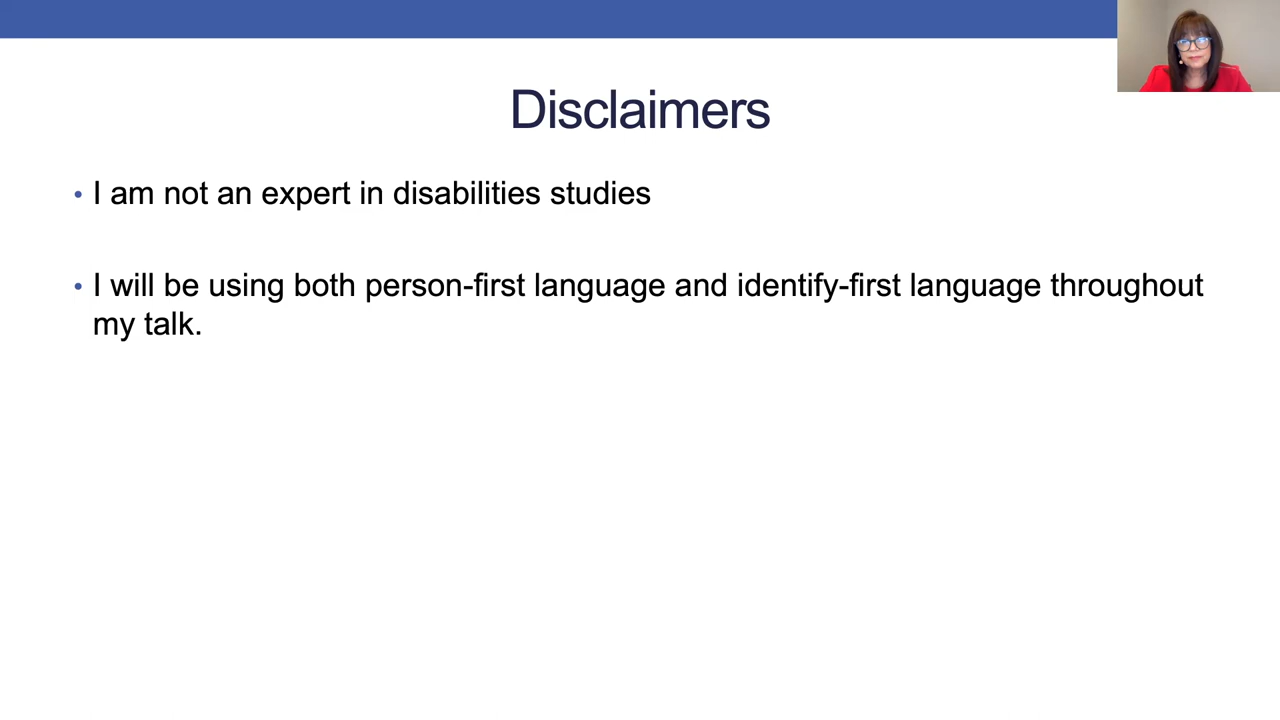 Disclaimers
• I am not an expert in disabilities studies
• I will be using both person-first language and identify-first language throughout
my talk.